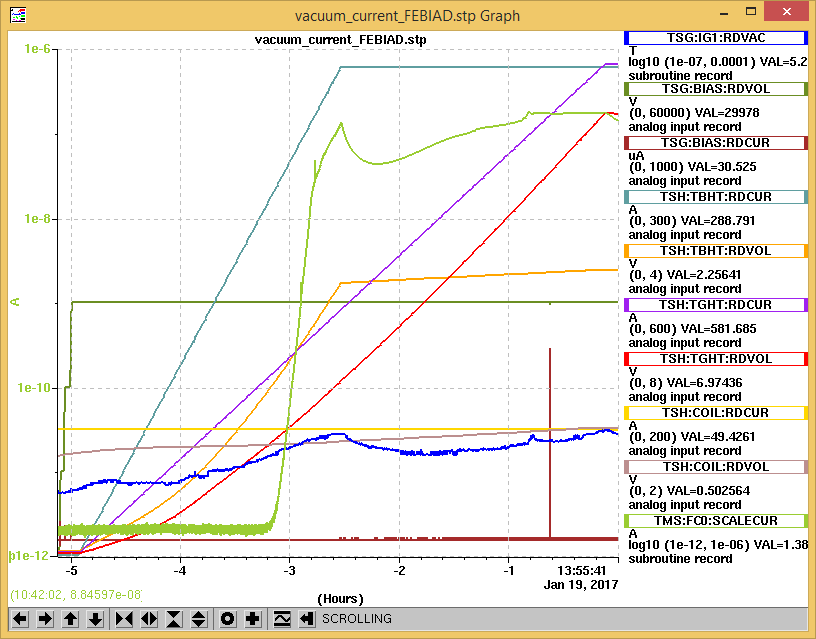 vacuum_current_FEBIAD.stp Graph
vacuum_current_FEBIAD.stp
1e-6
1e-8
A
1e-10
1e-12
-5
-4
-3
-2
-1
13:55:41
Jan 19, 2017
(10:42:02, 8.84597e-08)
(Hours)
TSG:IG1:RDVAC
T
log10 (1e-07, 0.0001) VAL=5.2
subroutine record
TSG:BIAS:RDVOL
V
(0, 60000) VAL=29978
analog input record
TSG:BIAS:RDCUR
uA
(0, 1000) VAL=30.525
analog input record
TSH:TBHT:RDCUR
A
(0, 300) VAL=288.791
analog input record
TSH:TBHT:RDVOL
V
(0, 4) VAL=2.25641
analog input record
TSH:TGHT:RDCUR
A
(0, 600) VAL=581.685
analog input record
TSH:TGHT:RDVOL
V
(0, 8) VAL=6.97436
analog input record
TSH:COIL:RDCUR
A
(0, 200) VAL=49.4261
analog input record
TSH:COIL:RDVOL
V
(0, 2) VAL=0.502564
analog input record
TMS:FC0:SCALECUR
A
log10 (1e-12, 1e-06) VAL=1.38
subroutine record
SCROLLING